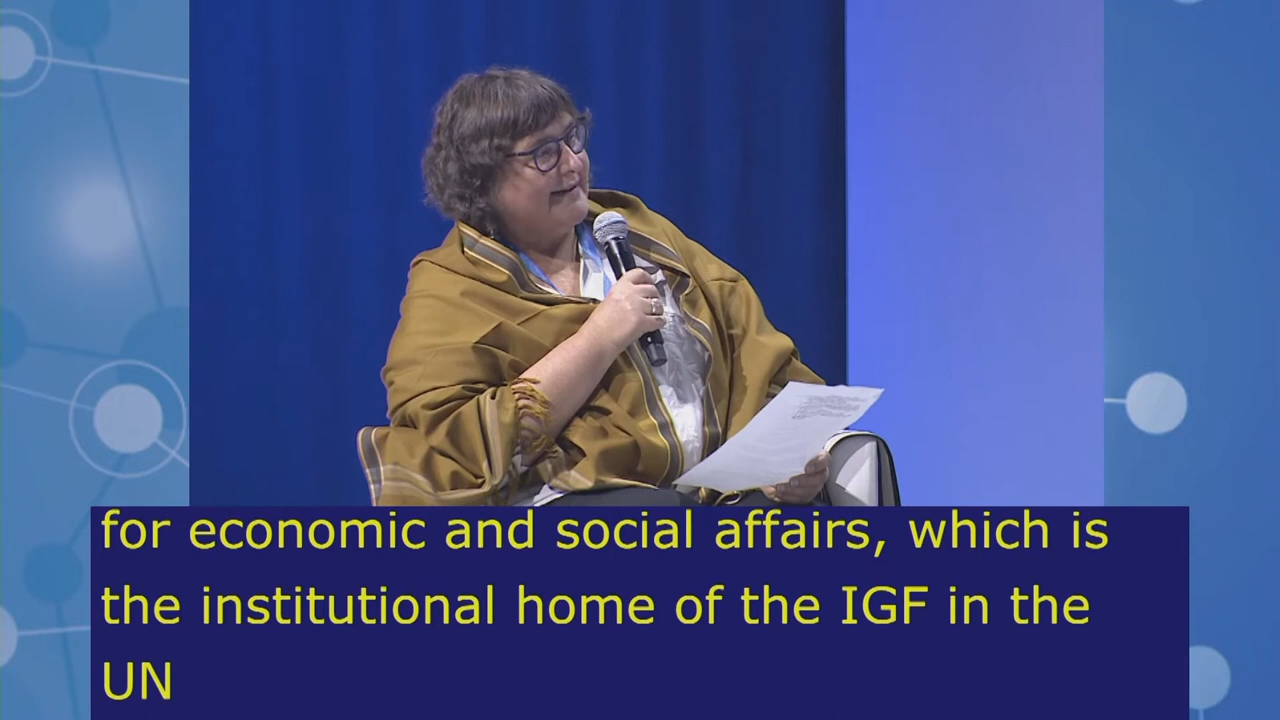 for economic and social affairs, which is
the institutional home of the IGF in the
UN